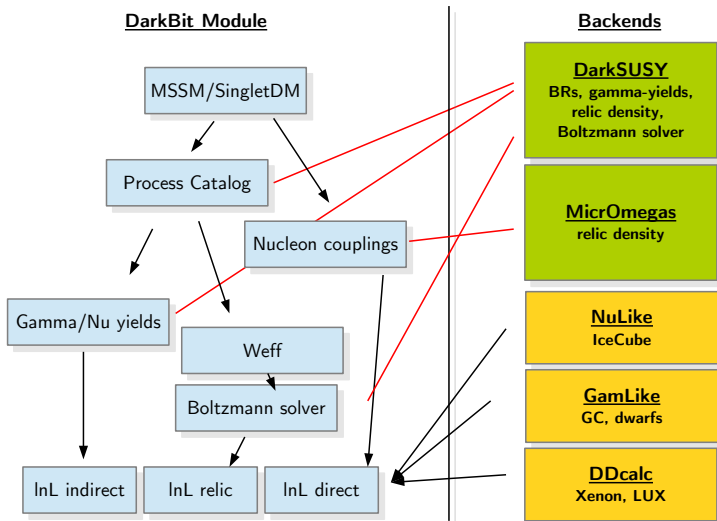 DarkBit Module
MSSM/SingletDM
Process Catalog
Nucleon couplings
Gamma/Nu yields
Weff
Boltzmann solver
lnL indirect
lnL relic
lnL direct
Backends
DarkSUSY
BRs, gamma-yields,
relic density,
Boltzmann solver
MicrOmegas
relic density
NuLike
IceCube
GamLike
GC, dwarfs
DDcalc
Xenon, LUX